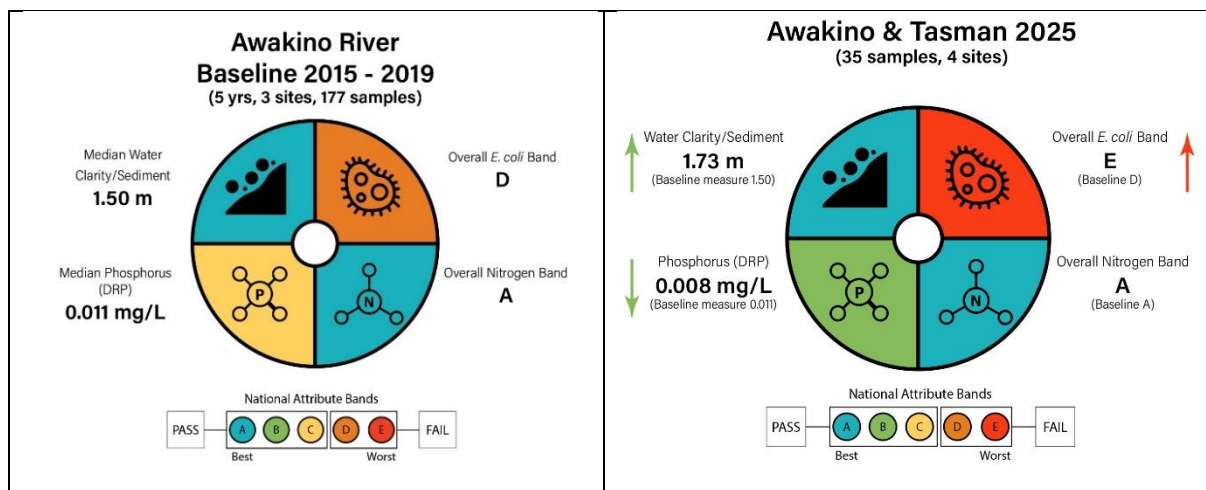 Awakino River
Baseline 2015 - 2019
(5 yrs, 3 sites, 177 samples)
Median Water
Clarity/Sediment
1.50 m
Overall E. coli Band
D
Median Phosphorus
(DRP)
0.011 mg/L
P
N
Overall Nitrogen Band
A
National Attribute Bands
PASS
A
B
C
D
E
FAIL
Best
Worst
Awakino & Tasman 2025
(35 samples, 4 sites)
Water Clarity/Sediment
1.73 m
(Baseline measure 1.50)
Overall E. coli Band
E
(Baseline D)
Phosphorus (DRP)
0.008 mg/L
(Baseline measure 0.011)
P
N
Overall Nitrogen Band
A
(Baseline A)
National Attribute Bands
PASS
A
B
C
D
E
FAIL
Best
Worst